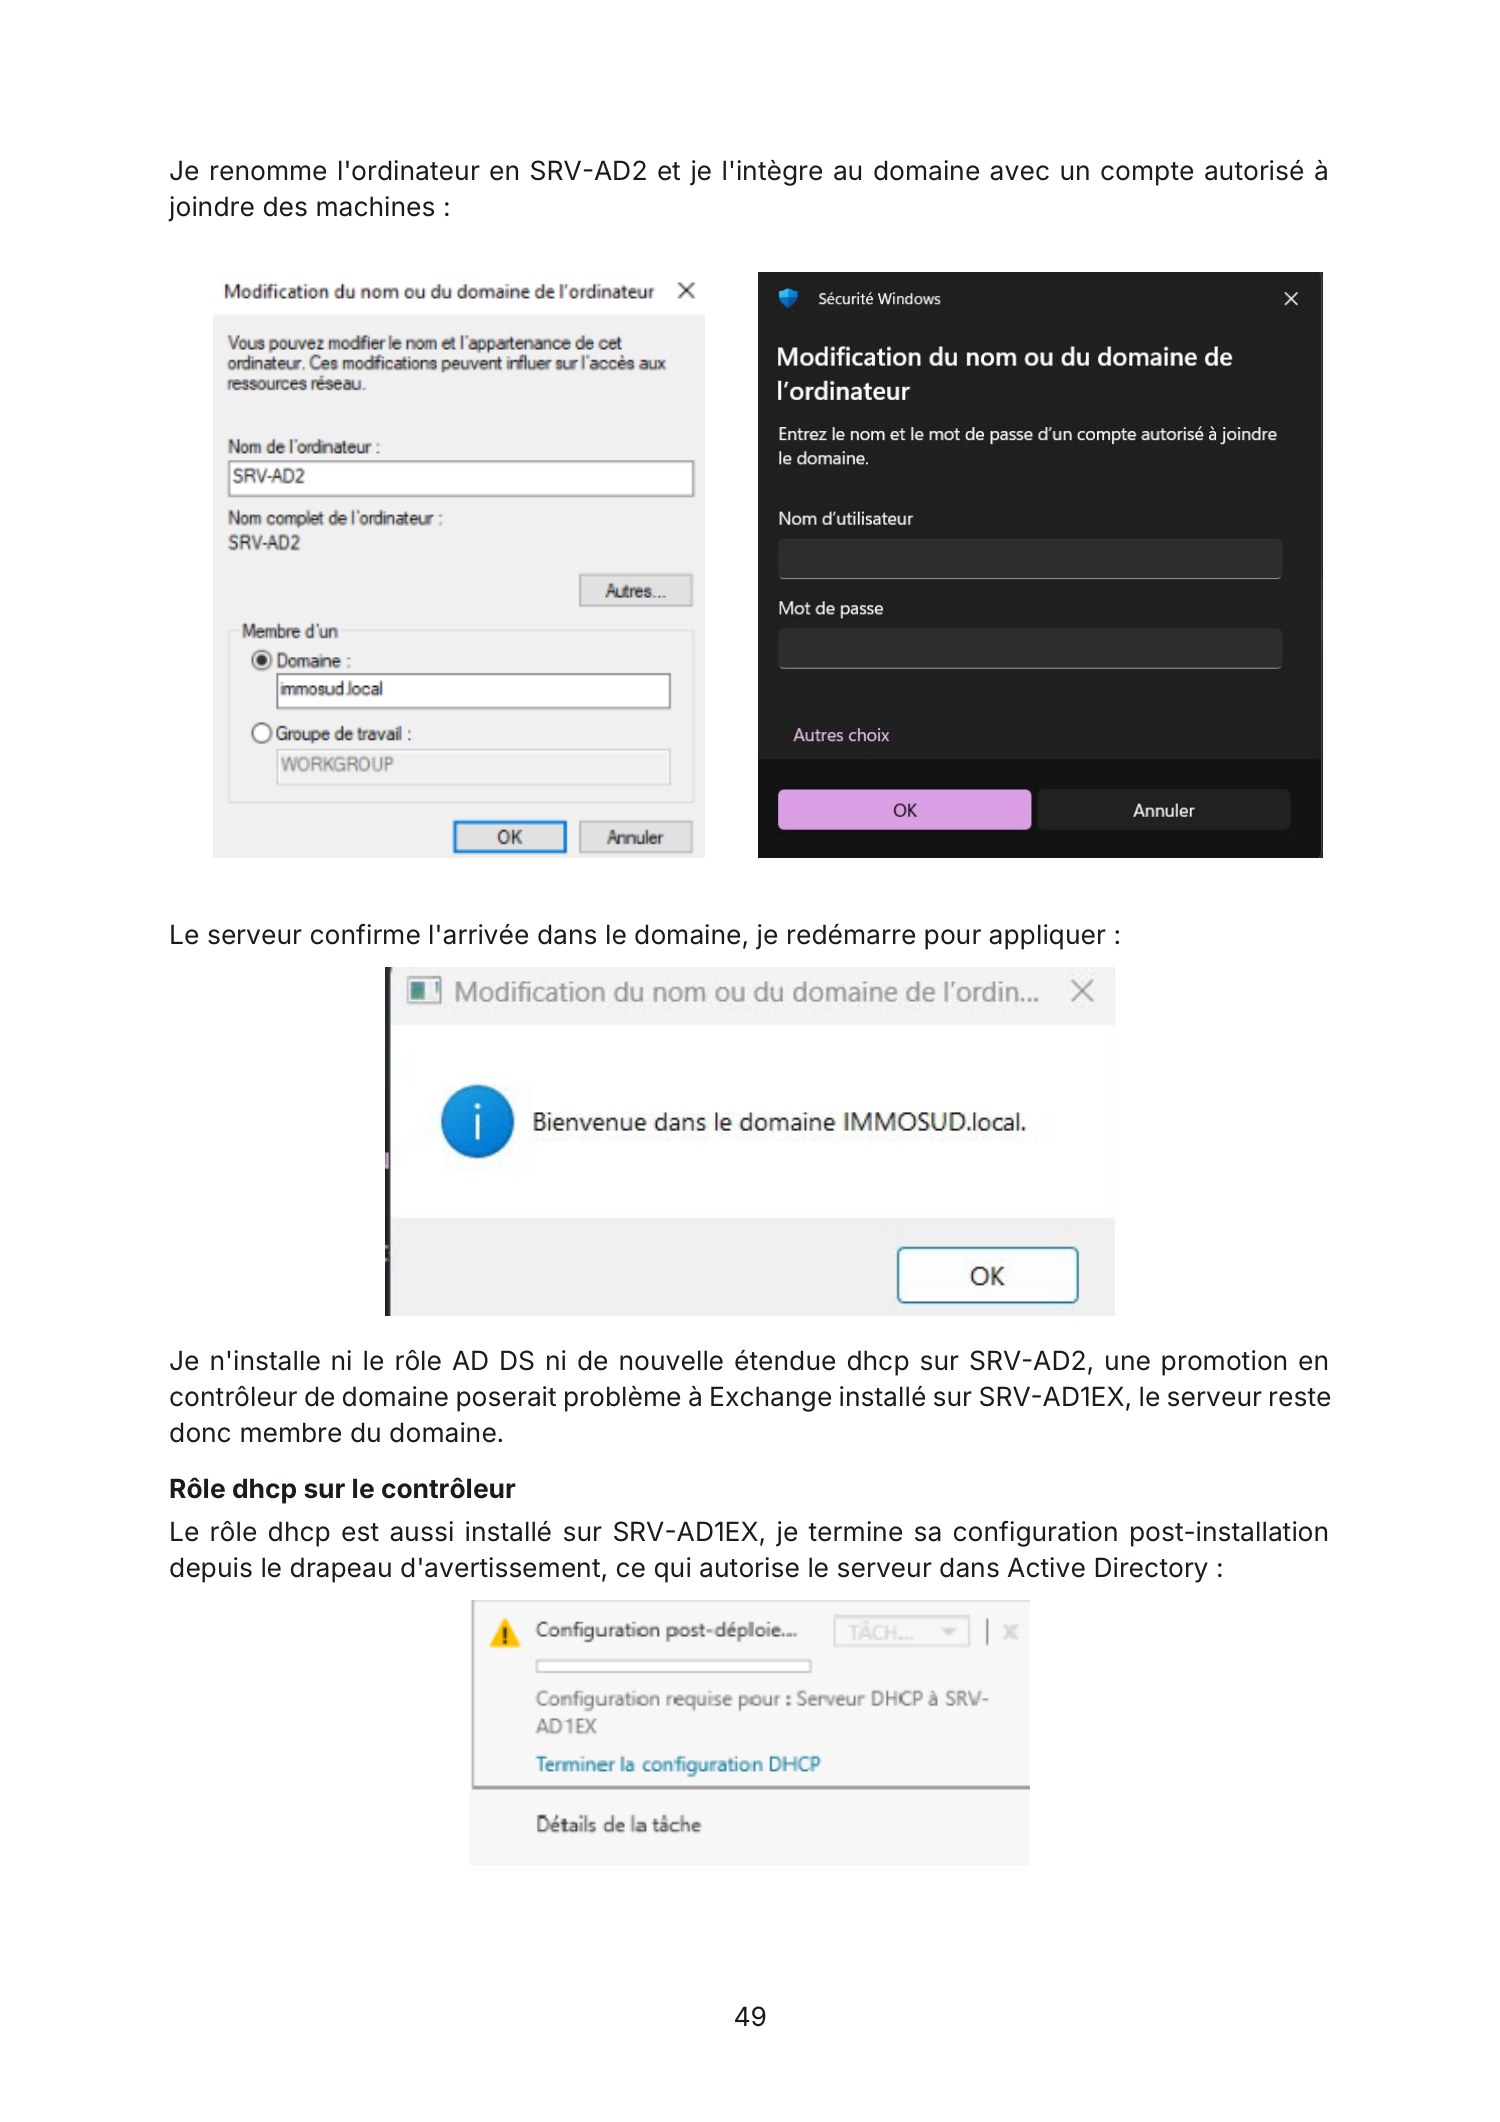 Je renomme l'ordinateur en SRV-AD2 et je l'intègre au domaine avec un compte autorisé à
joindre des machines :
Modification du nom ou du domaine de l'ordinateur
Vous pouvez modifier le nom et l'appartenance de cet
ordinateur. Ces modifications peuvent influer sur l'accès aux
ressources réseau.
Nom de l'ordinateur :
SRV-AD2
Nom complet de l'ordinateur :
SRV-AD2
Autres...
Membre d'un
Domaine :
immosud.local
Groupe de travail :
WORKGROUP
OK
Annuler
Sécurité Windows
Modification du nom ou du domaine de
l'ordinateur
Entrez le nom et le mot de passe d'un compte autorisé à joindre
le domaine.
Nom d'utilisateur
Mot de passe
Autres choix
OK
Annuler
Le serveur confirme l'arrivée dans le domaine, je redémarre pour appliquer :
Modification du nom ou du domaine de l'ordin...
Bienvenue dans le domaine IMMOSUD.local.
OK
Je n'installe ni le rôle AD DS ni de nouvelle étendue dhcp sur SRV-AD2, une promotion en
contrôleur de domaine poserait problème à Exchange installé sur SRV-AD1EX, le serveur reste
donc membre du domaine.
Rôle dhcp sur le contrôleur
Le rôle dhcp est aussi installé sur SRV-AD1EX, je termine sa configuration post-installation
depuis le drapeau d'avertissement, ce qui autorise le serveur dans Active Directory :
Configuration post-déploie...
TÂCH...
Configuration requise pour : Serveur DHCP à SRV-
AD1EX
Terminer la configuration DHCP
Détails de la tâche
49